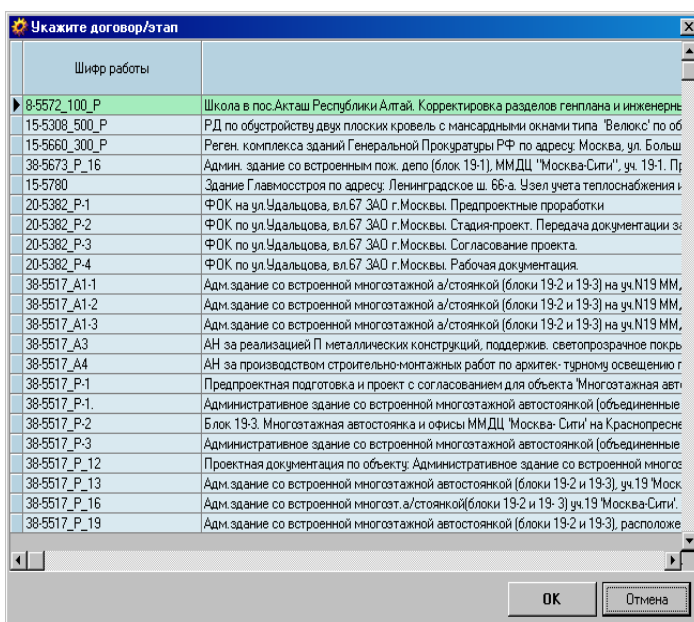 Укажите договор/этап
Шифр работы
8-5572_100_Р Школа в пос.Акташ Республики Алтай. Корректировка разделов генплана и инженерны
15-5308_500_Р РД по обустройству двух плоских кровель с мансардными окнами типа 'Велюкс' по об
15-5660_300_Р Реген. комплекса зданий Генеральной Прокуратуры РФ по адресу: Москва, ул. Больш
38-5673_Р_16 Админ. здание со встроенным пож. депо (блок 19-1), ММДЦ "Москва-Сити", уч. 19-1. Пр
15-5780 Здание Главмосстроя по адресу: Ленинградское ш. 66-а. Узел учета теплоснабжения и
20-5382_Р-1 ФОК на ул.Удальцова, вл.67 ЗАО г.Москвы. Предпроектные проработки
20-5382_Р-2 ФОК по ул.Удальцова, вл.67 ЗАО г.Москвы. Стадия-проект. Передача документации за
20-5382_Р-3 ФОК по ул.Удальцова, вл.67 ЗАО г.Москвы. Согласование проекта.
20-5382_Р-4 ФОК по ул.Удальцова, вл.67 ЗАО г.Москвы. Рабочая документация.
38-5517_А1-1 Адм.здание со встроенной многоэтажной а/стоянкой (блоки 19-2 и 19-3) на уч.N19 ММ,
38-5517_А1-2 Адм.здание со встроенной многоэтажной а/стоянкой (блоки 19-2 и 19-3) на уч.N19 ММ,
38-5517_А1-3 Адм.здание со встроенной многоэтажной а/стоянкой (блоки 19-2 и 19-3) на уч.N19 ММ,
38-5517_А3 АН за реализацией П металлических конструкций, поддержив. светопрозрачное покры
38-5517_А4 АН за производством строительно-монтажных работ по архитек- турному освещению г
38-5517_Р-1 Предпроектная подготовка и проект с согласованием для объекта 'Многоэтажная авто
38-5517_Р-1. Административное здание со встроенной многоэтажной автостоянкой (объединенные
38-5517_Р-2 Блок 19-3. Многоэтажная автостоянка и офисы ММДЦ 'Москва- Сити' на Краснопресне
38-5517_Р-3 Административное здание со встроенной многоэтажной автостоянкой (объединенные
38-5517_Р_12 Проектная документация по объекту: Административное здание со встроенной многоэ
38-5517_Р_13 Адм.здание со встроенной многоэтажной автостоянкой (блоки 19-2 и 19-3), уч.19 'Моск
38-5517_Р_16 Адм.здание со встроенной многоэт.а/стоянкой(блоки 19-2 и 19- 3) уч.19 'Москва-Сити'.
38-5517_Р_19 Адм.здание со встроенной многоэтажной автостоянкой (блоки 19-2 и 19-3), расположе
OK Отмена